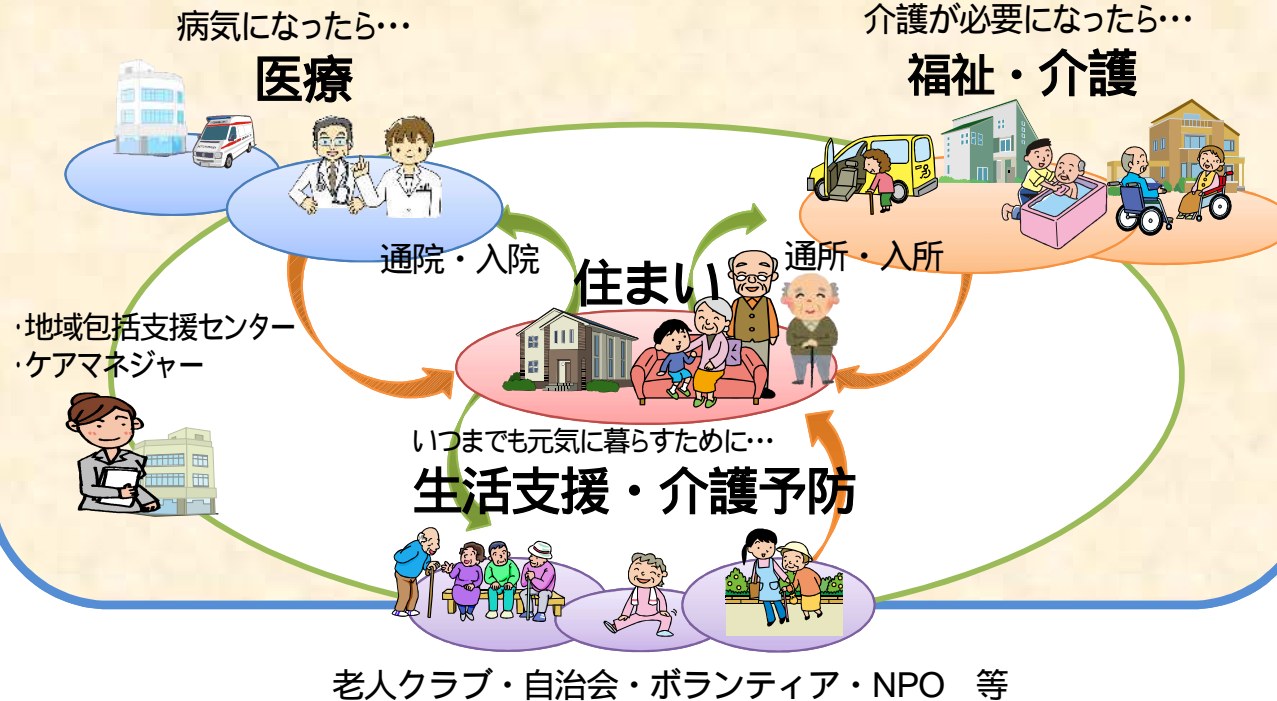 病気になったら…
医療
介護が必要になったら…
福祉・介護
通院・入院
住まい
通所・入所
・地域包括支援センター
・ケアマネジャー
いつまでも元気に暮らすために…
生活支援・介護予防
老人クラブ・自治会・ボランティア・NPO 等